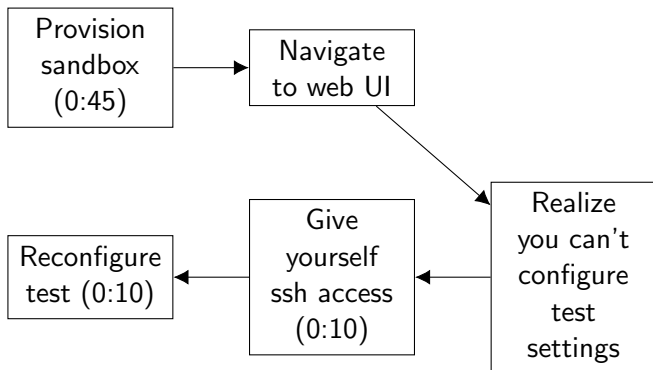 Provision
sandbox
(0:45)
Navigate
to web UI
Realize
you can't
configure
test
settings
Give
yourself
ssh access
(0:10)
Reconfigure
test (0:10)